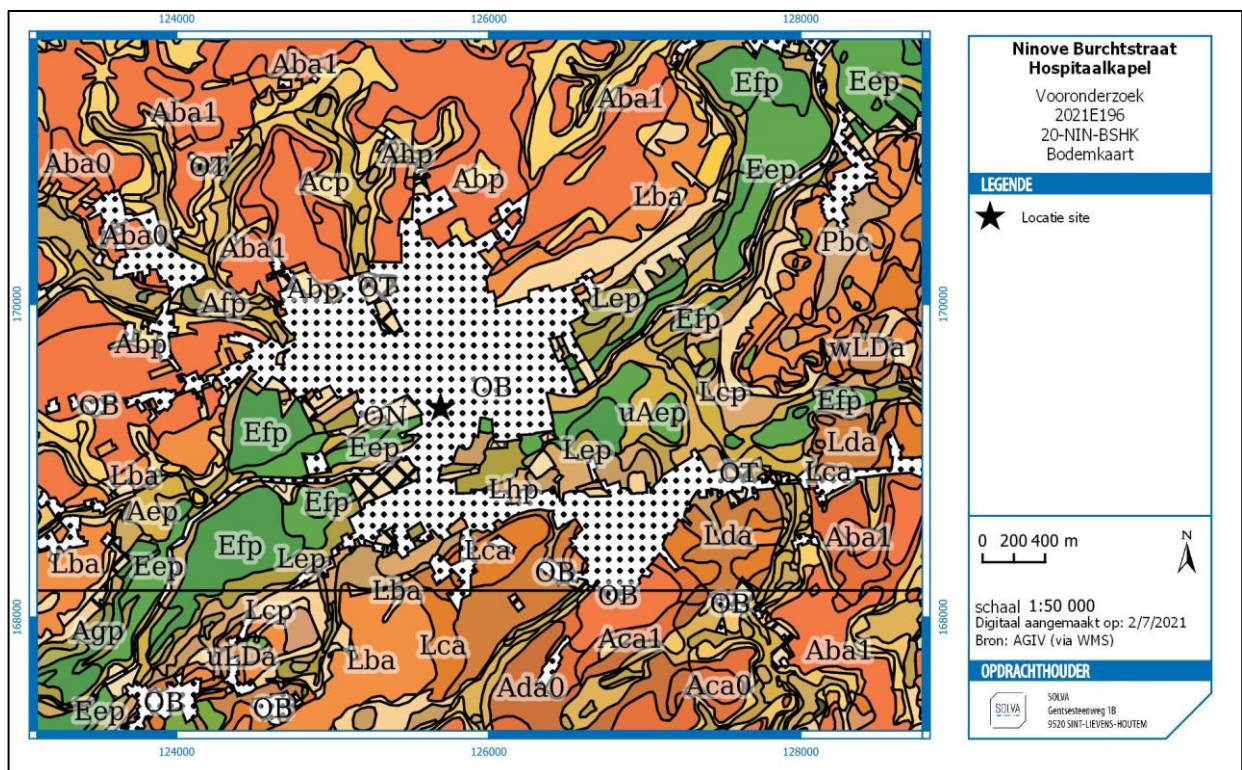 124000 126000 128000
Aba1 Efp Eep
Aba1 Aba1
Aba0 OT Acp Ahp Abp Eep
Lba
Aba0 Aba1 Pbc
Afp Abp OT Lep Efp
170000 170000
Abp wLDa
OB OB Lcp Efp
ON uAep
Efp Eep Lep Lda
Lba OT Lca
Aep Efp Lhp
Lba Eep Efp Lep Lca OB Lda Aba1
Lba OB OB
168000 168000
Agp Lcp Aca1
uLDa Lba Lca Aba1
Eep OB OB Ada0 Aca0
124000 126000 128000
Ninove Burchtstraat
Hospitaalkapel
Vooronderzoek
2021E196
20-NIN-BSHK
Bodemkaart
LEGENDE
Locatie site
0 200 400 m
N
schaal 1:50 000
Digitaal aangemaakt op: 2/7/2021
Bron: AGIV (via WMS)
OPDRACHTHOUDER
SOLVA
SOLVA
Gentsesteenweg 1B
9520 SINT-LIEVENS-HOUTEM